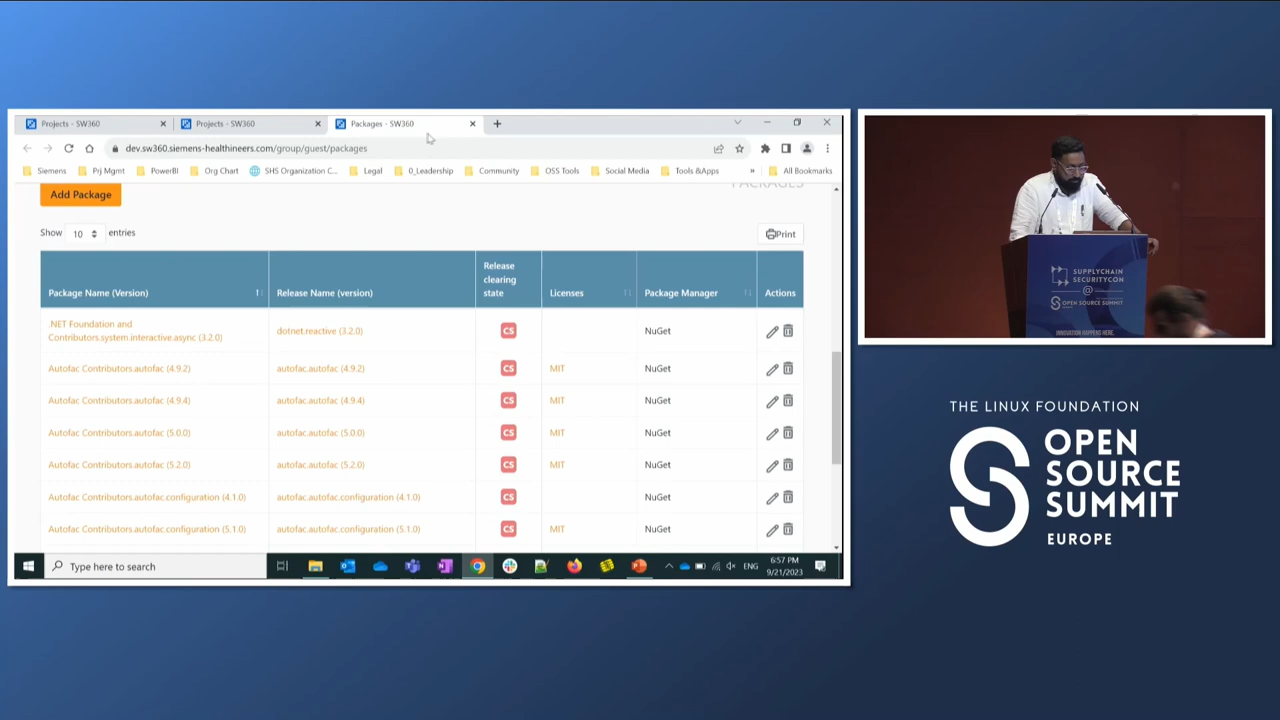 Projects - SW360
Projects - SW360
Packages - SW360
dev.sw360.siemens-healthineers.com/group/guest/packages
Siemens
Prj Mgmt
PowerBI
Org Chart
SHS Organization C...
Legal
0_Leadership
Community
OSS Tools
Social Media
Tools &Apps
»
All Bookmarks
Add Package
PACKAGES
Show 10 entries
Print
Package Name (Version)
Release Name (version)
Release clearing state
Licenses
Package Manager
Actions
.NET Foundation and
Contributors.system.interactive.async (3.2.0)
dotnet.reactive (3.2.0)
CS
NuGet
Autofac Contributors.autofac (4.9.2)
autofac.autofac (4.9.2)
CS
MIT
NuGet
Autofac Contributors.autofac (4.9.4)
autofac.autofac (4.9.4)
CS
MIT
NuGet
Autofac Contributors.autofac (5.0.0)
autofac.autofac (5.0.0)
CS
MIT
NuGet
Autofac Contributors.autofac (5.2.0)
autofac.autofac (5.2.0)
CS
MIT
NuGet
Autofac Contributors.autofac.configuration (4.1.0)
autofac.autofac.configuration (4.1.0)
CS
NuGet
Autofac Contributors.autofac.configuration (5.1.0)
autofac.autofac.configuration (5.1.0)
CS
MIT
NuGet
Type here to search
ENG
6:57 PM
9/21/2023
SUPPLYCHAIN
SECURITYCON
@
OPEN SOURCE SUMMIT
INNOVATION HAPPENS HERE.
THE LINUX FOUNDATION
OPEN
SOURCE
SUMMIT
EUROPE